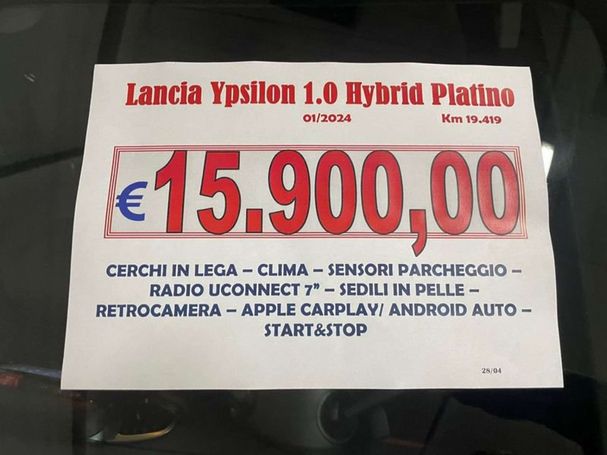 Lancia Ypsilon 1.0 Hybrid Platino
01/2024 Km 19.419
€15.900,00
CERCHI IN LEGA – CLIMA – SENSORI PARCHEGGIO –
RADIO UCONNECT 7” – SEDILI IN PELLE –
RETROCAMERA – APPLE CARPLAY/ ANDROID AUTO –
START&STOP
28/04